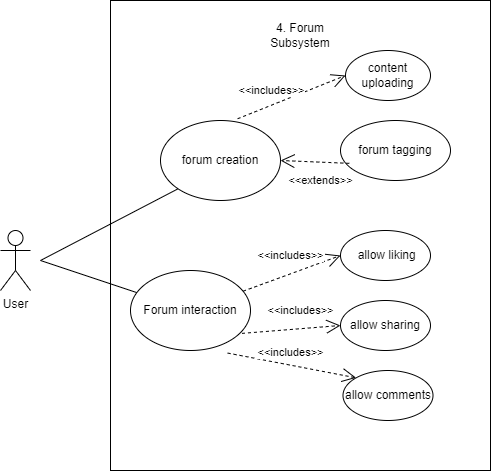 4. Forum
Subsystem
content
uploading
<<includes>>
forum creation
forum tagging
<<extends>>
User
Forum interaction
<<includes>>
allow liking
<<includes>>
allow sharing
<<includes>>
allow comments